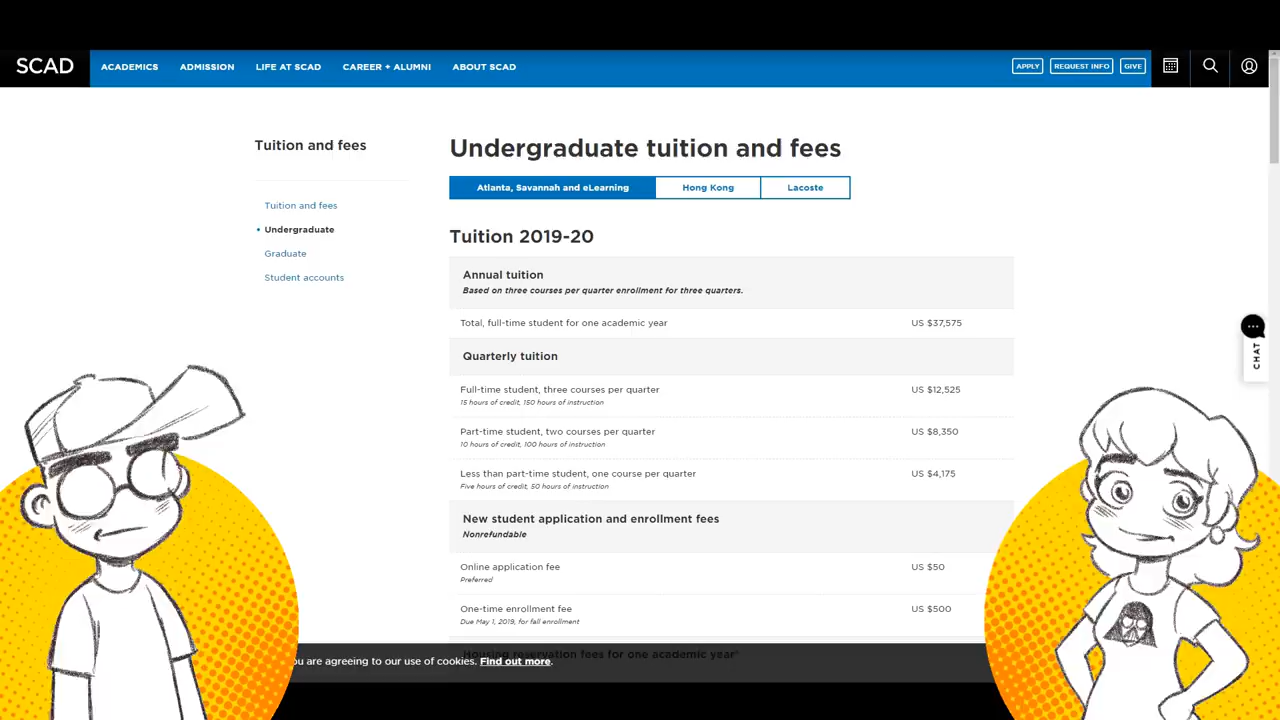 SCAD
ACADEMICS
ADMISSION
LIFE AT SCAD
CAREER + ALUMNI
ABOUT SCAD
APPLY
REQUEST INFO
GIVE
Tuition and fees
Tuition and fees
Undergraduate
Graduate
Student accounts
Undergraduate tuition and fees
Atlanta, Savannah and eLearning
Hong Kong
Lacoste
Tuition 2019-20
Annual tuition
Based on three courses per quarter enrollment for three quarters.
Total, full-time student for one academic year US $37,575
Quarterly tuition
Full-time student, three courses per quarter US $12,525
15 hours of credit, 150 hours of instruction
Part-time student, two courses per quarter US $8,350
10 hours of credit, 100 hours of instruction
Less than part-time student, one course per quarter US $4,175
Five hours of credit, 50 hours of instruction
New student application and enrollment fees
Nonrefundable
Online application fee US $50
Preferred
One-time enrollment fee US $500
Due May 1, 2019, for fall enrollment
Housing reservation fees for one academic year*
are agreeing to our use of cookies. Find out more.
CHAT